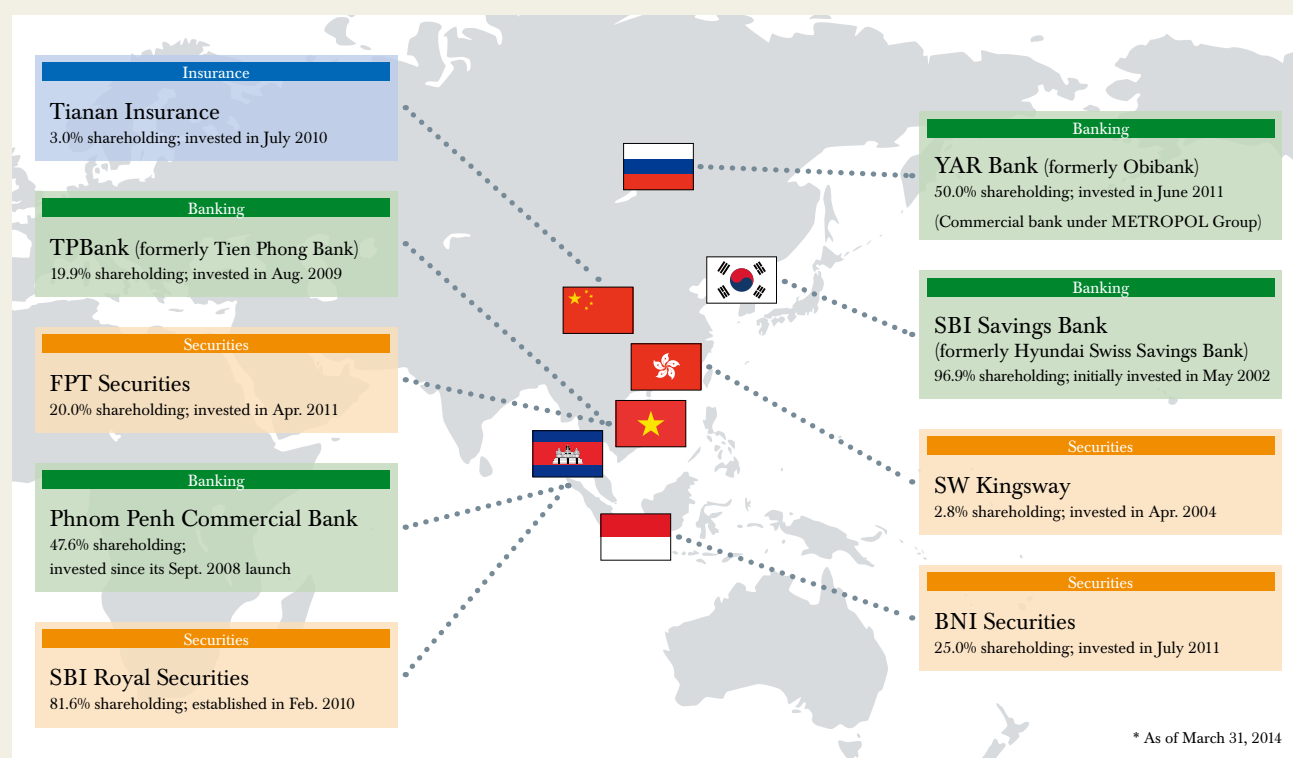 Insurance
Tianan Insurance
3.0% shareholding; invested in July 2010
Banking
TPBank (formerly Tien Phong Bank)
19.9% shareholding; invested in Aug. 2009
Securities
FPT Securities
20.0% shareholding; invested in Apr. 2011
Banking
Phnom Penh Commercial Bank
47.6% shareholding;
invested since its Sept. 2008 launch
Securities
SBI Royal Securities
81.6% shareholding; established in Feb. 2010
Banking
YAR Bank (formerly Obibank)
50.0% shareholding; invested in June 2011
(Commercial bank under METROPOL Group)
Banking
SBI Savings Bank
(formerly Hyundai Swiss Savings Bank)
96.9% shareholding; initially invested in May 2002
Securities
SW Kingsway
2.8% shareholding; invested in Apr. 2004
Securities
BNI Securities
25.0% shareholding; invested in July 2011
* As of March 31, 2014